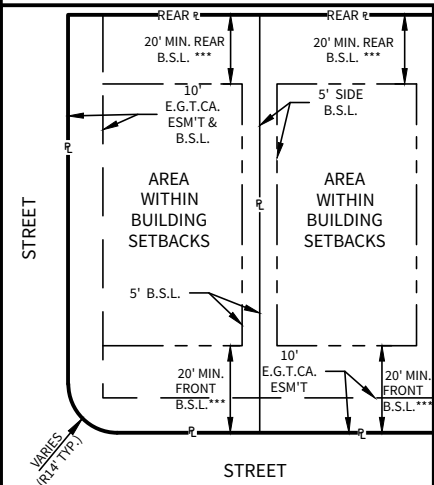 REAR ℄
REAR ℄
20' MIN. REAR
B.S.L. ***
20' MIN. REAR
B.S.L. ***
10'
E.G.T.CA.
ESM'T &
B.S.L.
5' SIDE
B.S.L.
℄
AREA
WITHIN
BUILDING
SETBACKS
AREA
WITHIN
BUILDING
SETBACKS
℄
STREET
5' B.S.L.
20' MIN.
FRONT
B.S.L.***
10'
E.G.T.CA.
ESM'T
20' MIN.
FRONT
B.S.L.***
℄
℄
VARIES
(R14' TYP.)
STREET